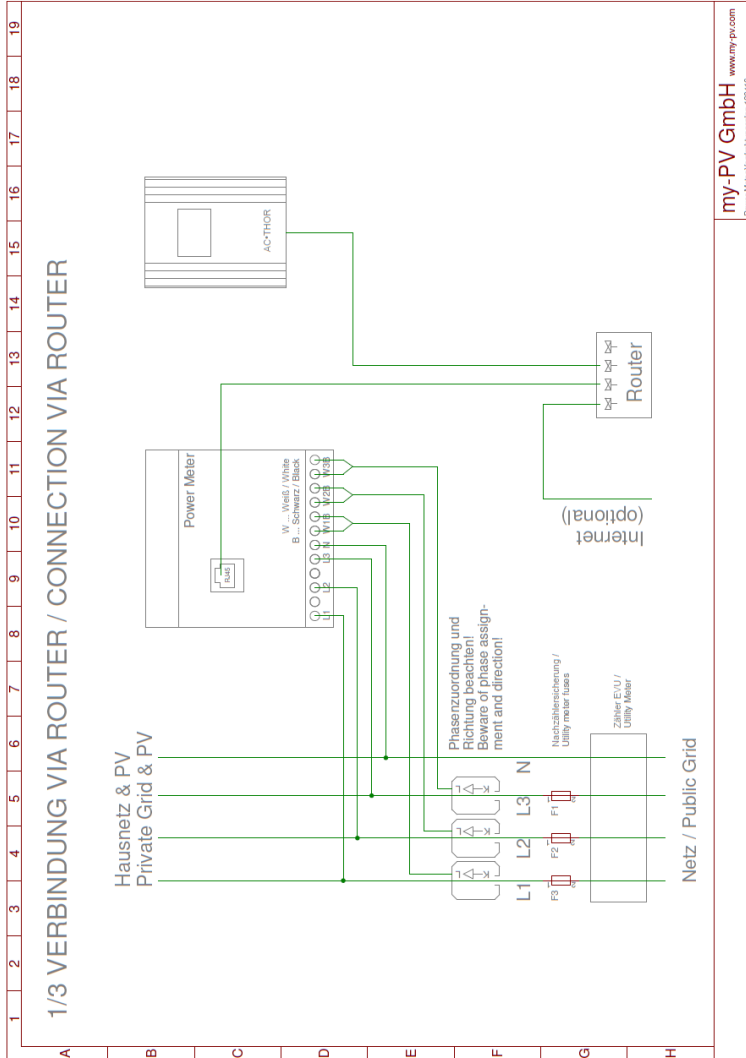 1 2 3 4 5 6 7 8 9 10 11 12 13 14 15 16 17 18 19
A
B
C
D
E
F
G
H
1/3 VERBINDUNG VIA ROUTER / CONNECTION VIA ROUTER
Hausnetz & PV
Private Grid & PV
Power Meter
RJ45
W ... Weiß / White
B ... Schwarz / Black
L1 L2 L3 N W1B W2B W3B
AC•THOR
Phasenzuordnung und
Richtung beachten!
Beware of phase assign-
ment and direction!
L1 L2 L3 N
Nachzählersicherung /
Utility meter fuses
F3 F2 F1
Zähler EVU /
Utility Meter
Netz / Public Grid
Internet
(optional)
Router
my-PV GmbH www.my-pv.com